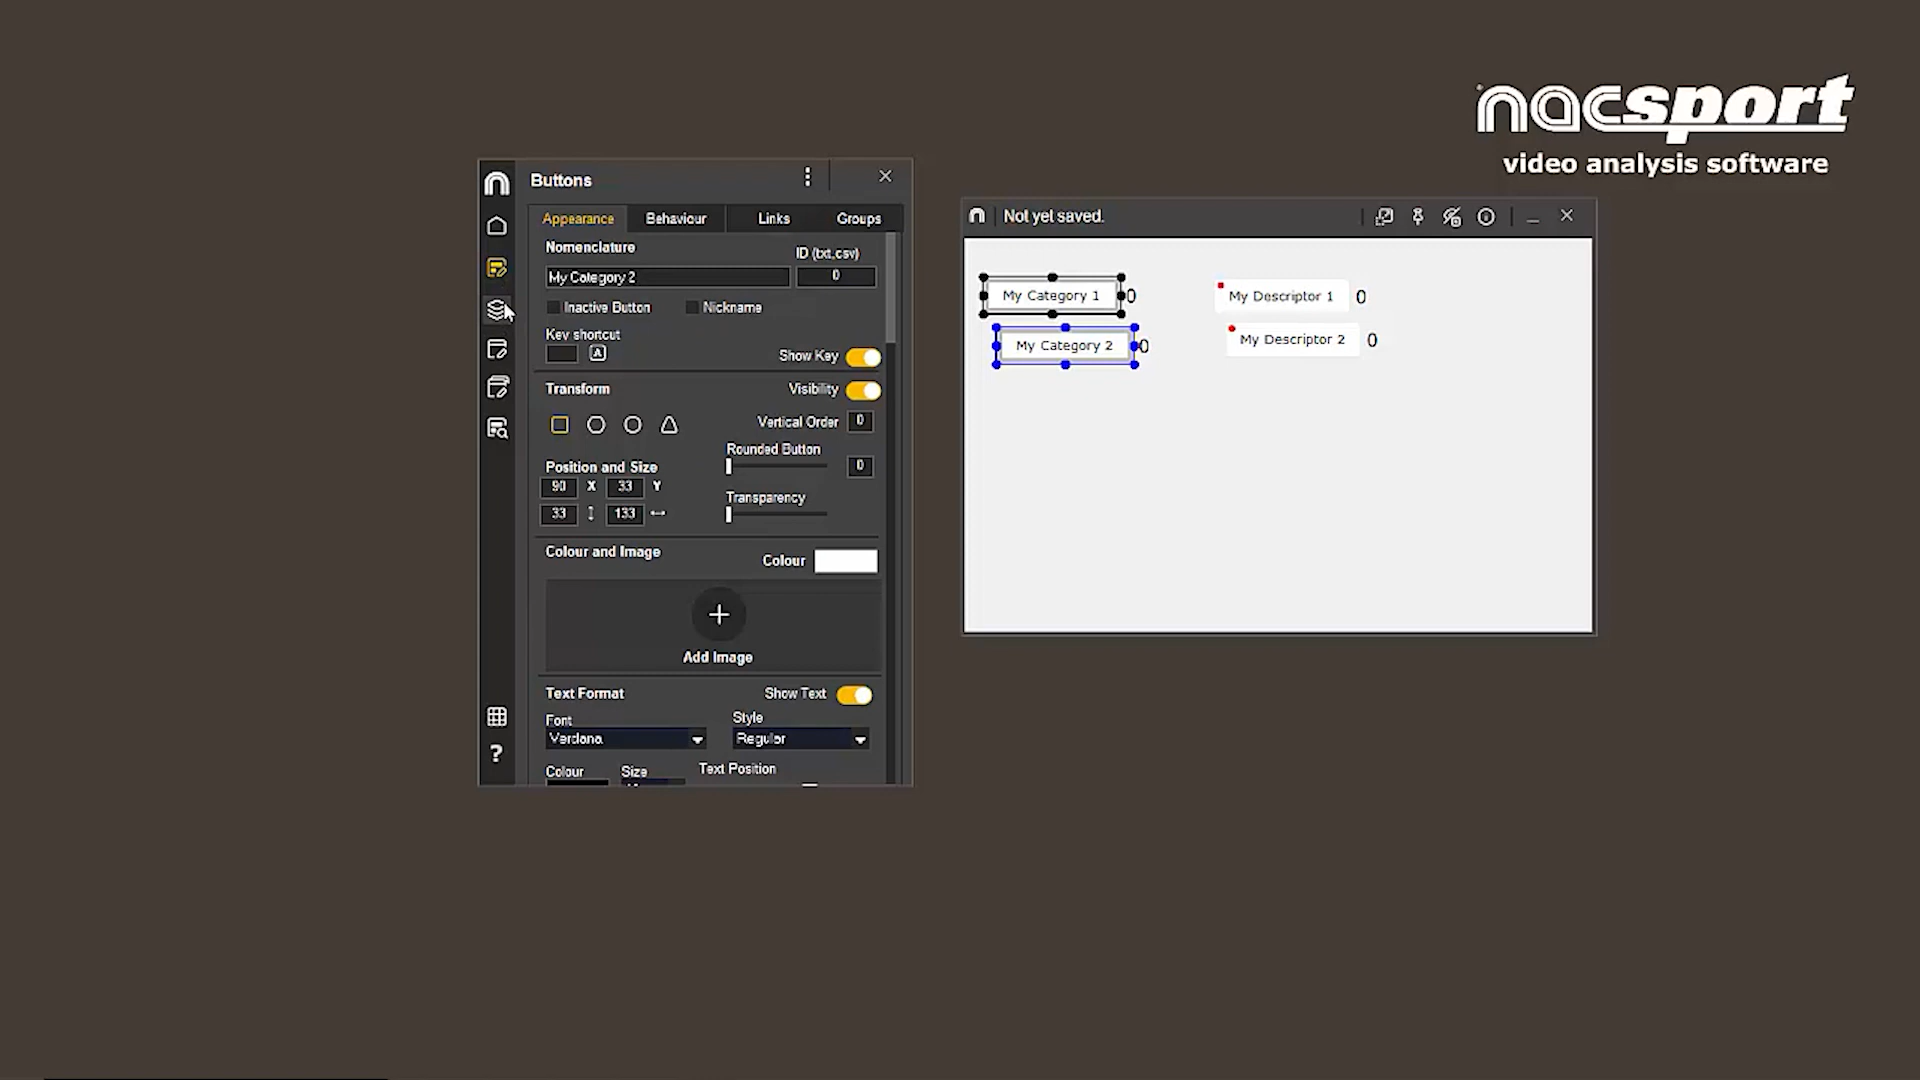 nacsport
video analysis software
Buttons
Appearance
Behaviour
Links
Groups
Nomenclature
ID (txt,csv)
My Category 2
0
Inactive Button
Nickname
Key shortcut
A
Show Key
Transform
Visibility
Vertical Order
0
Rounded Button
0
Position and Size
90 X 33 Y
Transparency
33 133
Colour and Image
Colour
Add Image
Text Format
Show Text
Font
Style
Verdana
Regular
Colour
Size
Text Position
?
Not yet saved.
My Category 1 0
My Descriptor 1 0
My Category 2 0
My Descriptor 2 0